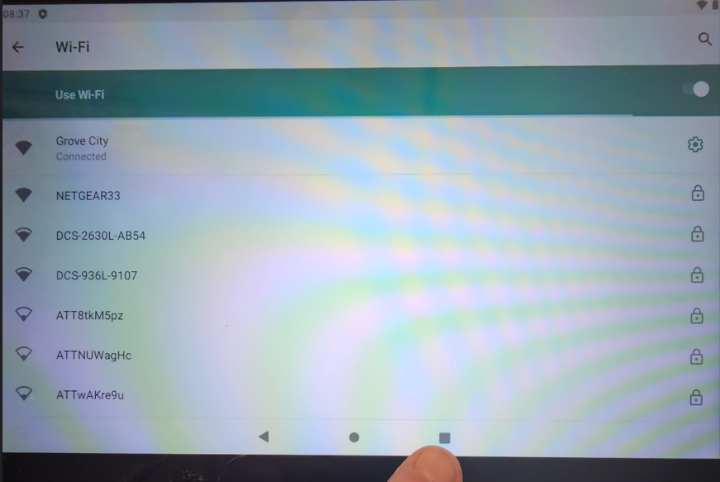 08:37
Wi-Fi
Use Wi-Fi
Grove City
Connected
NETGEAR33
DCS-2630L-AB54
DCS-936L-9107
ATT8tkM5pz
ATTNUWagHc
ATTwAKre9u